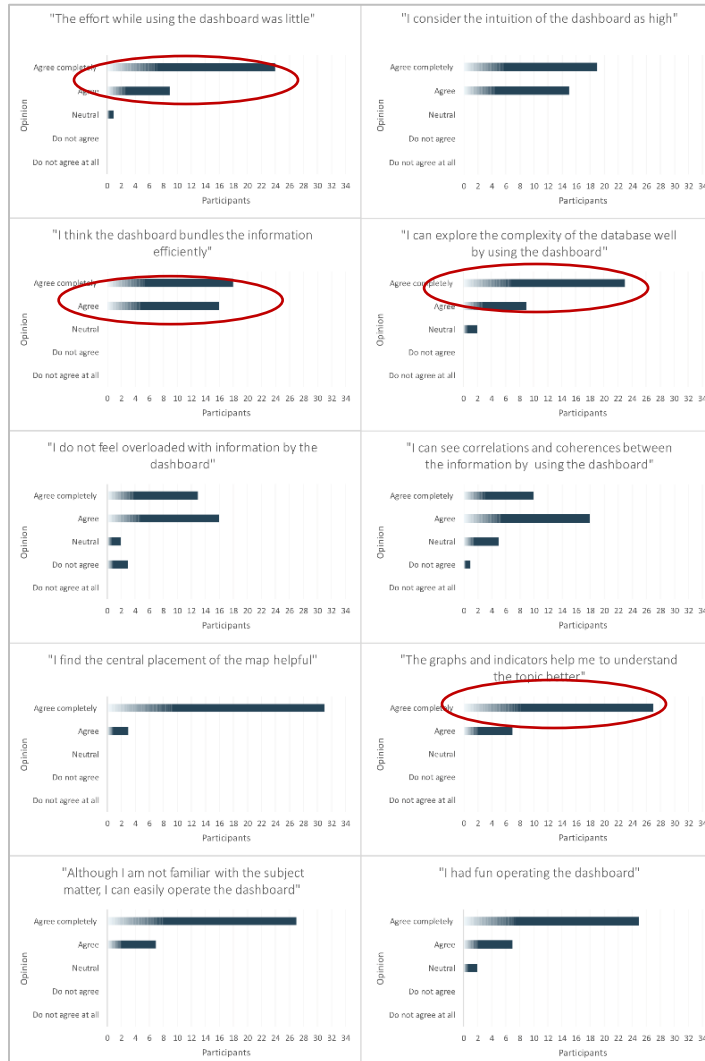 "The effort while using the dashboard was little"
Agree completely
Agree
Neutral
Do not agree
Do not agree at all
Opinion
0 2 4 6 8 10 12 14 16 18 20 22 24 26 28 30 32 34
Participants
"I consider the intuition of the dashboard as high"
Agree completely
Agree
Neutral
Do not agree
Do not agree at all
Opinion
0 2 4 6 8 10 12 14 16 18 20 22 24 26 28 30 32 34
Participants
"I think the dashboard bundles the information
efficiently"
Agree completely
Agree
Neutral
Do not agree
Do not agree at all
Opinion
0 2 4 6 8 10 12 14 16 18 20 22 24 26 28 30 32 34
Participants
"I can explore the complexity of the database well
by using the dashboard"
Agree completely
Agree
Neutral
Do not agree
Do not agree at all
Opinion
0 2 4 6 8 10 12 14 16 18 20 22 24 26 28 30 32 34
Participants
"I do not feel overloaded with information by the
dashboard"
Agree completely
Agree
Neutral
Do not agree
Do not agree at all
Opinion
0 2 4 6 8 10 12 14 16 18 20 22 24 26 28 30 32 34
Participants
"I can see correlations and coherences between
the information by using the dashboard"
Agree completely
Agree
Neutral
Do not agree
Do not agree at all
Opinion
0 2 4 6 8 10 12 14 16 18 20 22 24 26 28 30 32 34
Participants
"I find the central placement of the map helpful"
Agree completely
Agree
Neutral
Do not agree
Do not agree at all
Opinion
0 2 4 6 8 10 12 14 16 18 20 22 24 26 28 30 32 34
Participants
"The graphs and indicators help me to understand
the topic better"
Agree completely
Agree
Neutral
Do not agree
Do not agree at all
Opinion
0 2 4 6 8 10 12 14 16 18 20 22 24 26 28 30 32 34
Participants
"Although I am not familiar with the subject
matter, I can easily operate the dashboard"
Agree completely
Agree
Neutral
Do not agree
Do not agree at all
Opinion
0 2 4 6 8 10 12 14 16 18 20 22 24 26 28 30 32 34
Participants
"I had fun operating the dashboard"
Agree completely
Agree
Neutral
Do not agree
Do not agree at all
Opinion
0 2 4 6 8 10 12 14 16 18 20 22 24 26 28 30 32 34
Participants